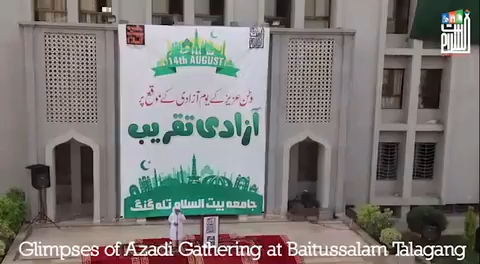 14th AUGUST
وطن عزیز کے یوم آزادی کے موقع پر
آزادی تقریب
جامعہ بیت السلام تلہ گنگ
Glimpses of Azadi Gathering at Baitussalam Talagang